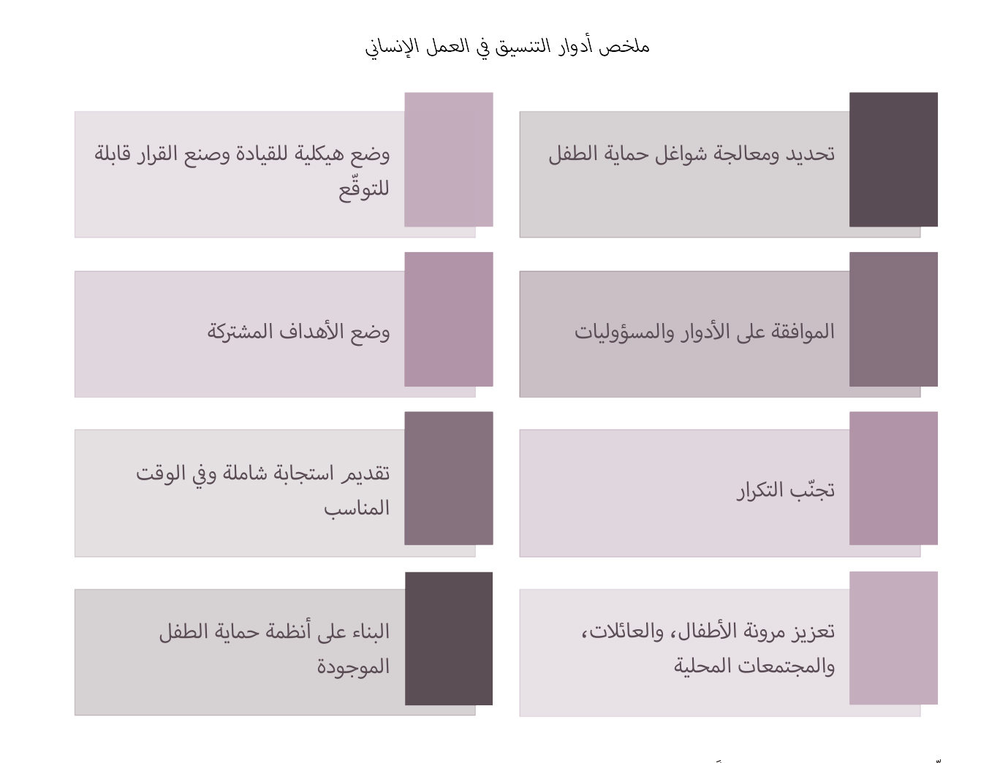 ملخص أدوار التنسيق في العمل الإنساني
تحديد ومعالجة شواغل حماية الطفل
وضع هيكلية للقيادة وصنع القرار قابلة
للتوقّع
الموافقة على الأدوار والمسؤوليات
وضع الأهداف المشتركة
تجنّب التكرار
تقديم استجابة شاملة وفي الوقت
المناسب
تعزيز مرونة الأطفال، والعائلات،
والمجتمعات المحلية
البناء على أنظمة حماية الطفل
الموجودة